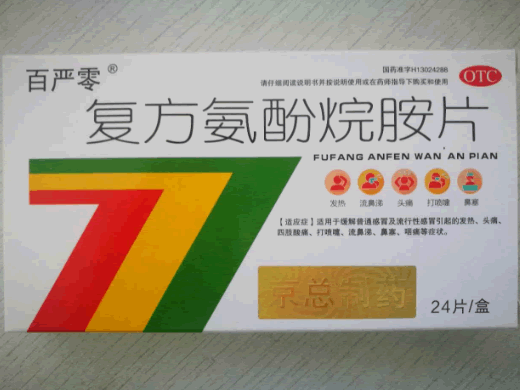 百严零®
国药准字H13024288
请仔细阅读说明书并按说明使用或在药师指导下购买和使用
OTC
复方氨酚烷胺片
FUFANG ANFEN WAN AN PIAN
发热 流鼻涕 头痛 打喷嚏 鼻塞
【适应症】适用于缓解普通感冒及流行性感冒引起的发热、头痛、
四肢酸痛、打喷嚏、流鼻涕、鼻塞、咽痛等症状。
京总制药
24片/盒